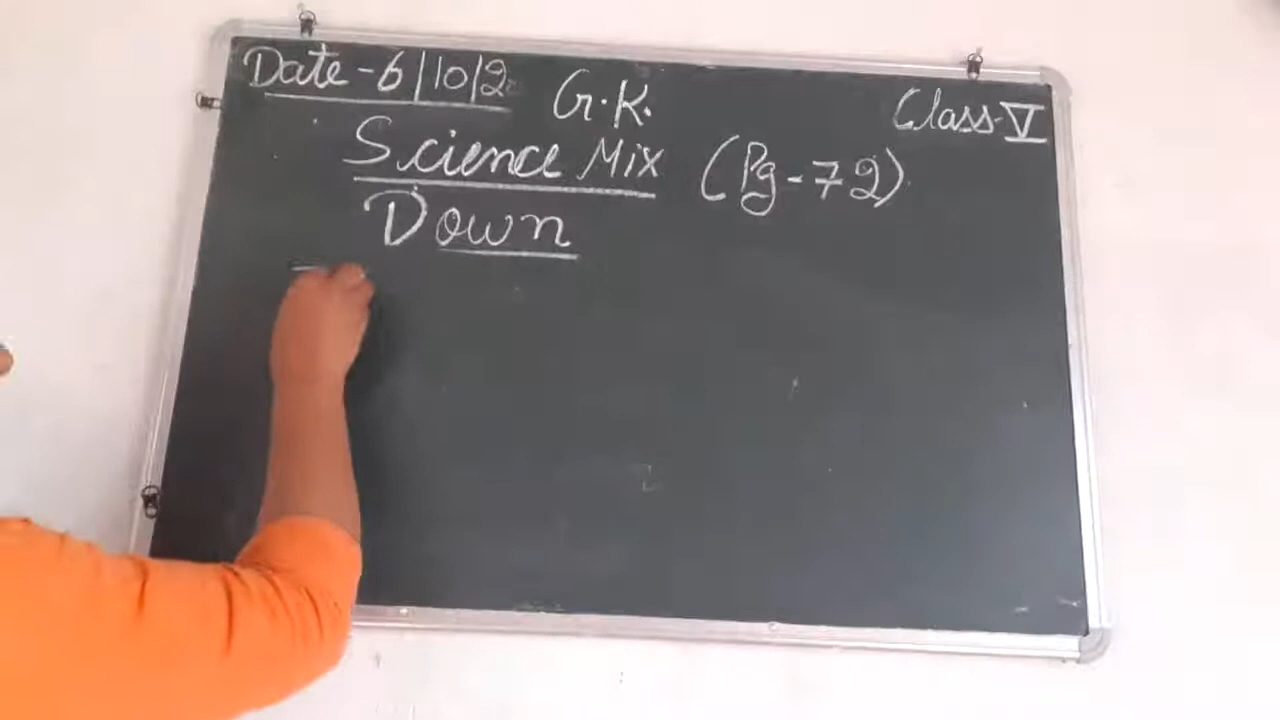 Date - 6/10/2
G.K.
Class-V
Science Mix (Pg-72)
Down